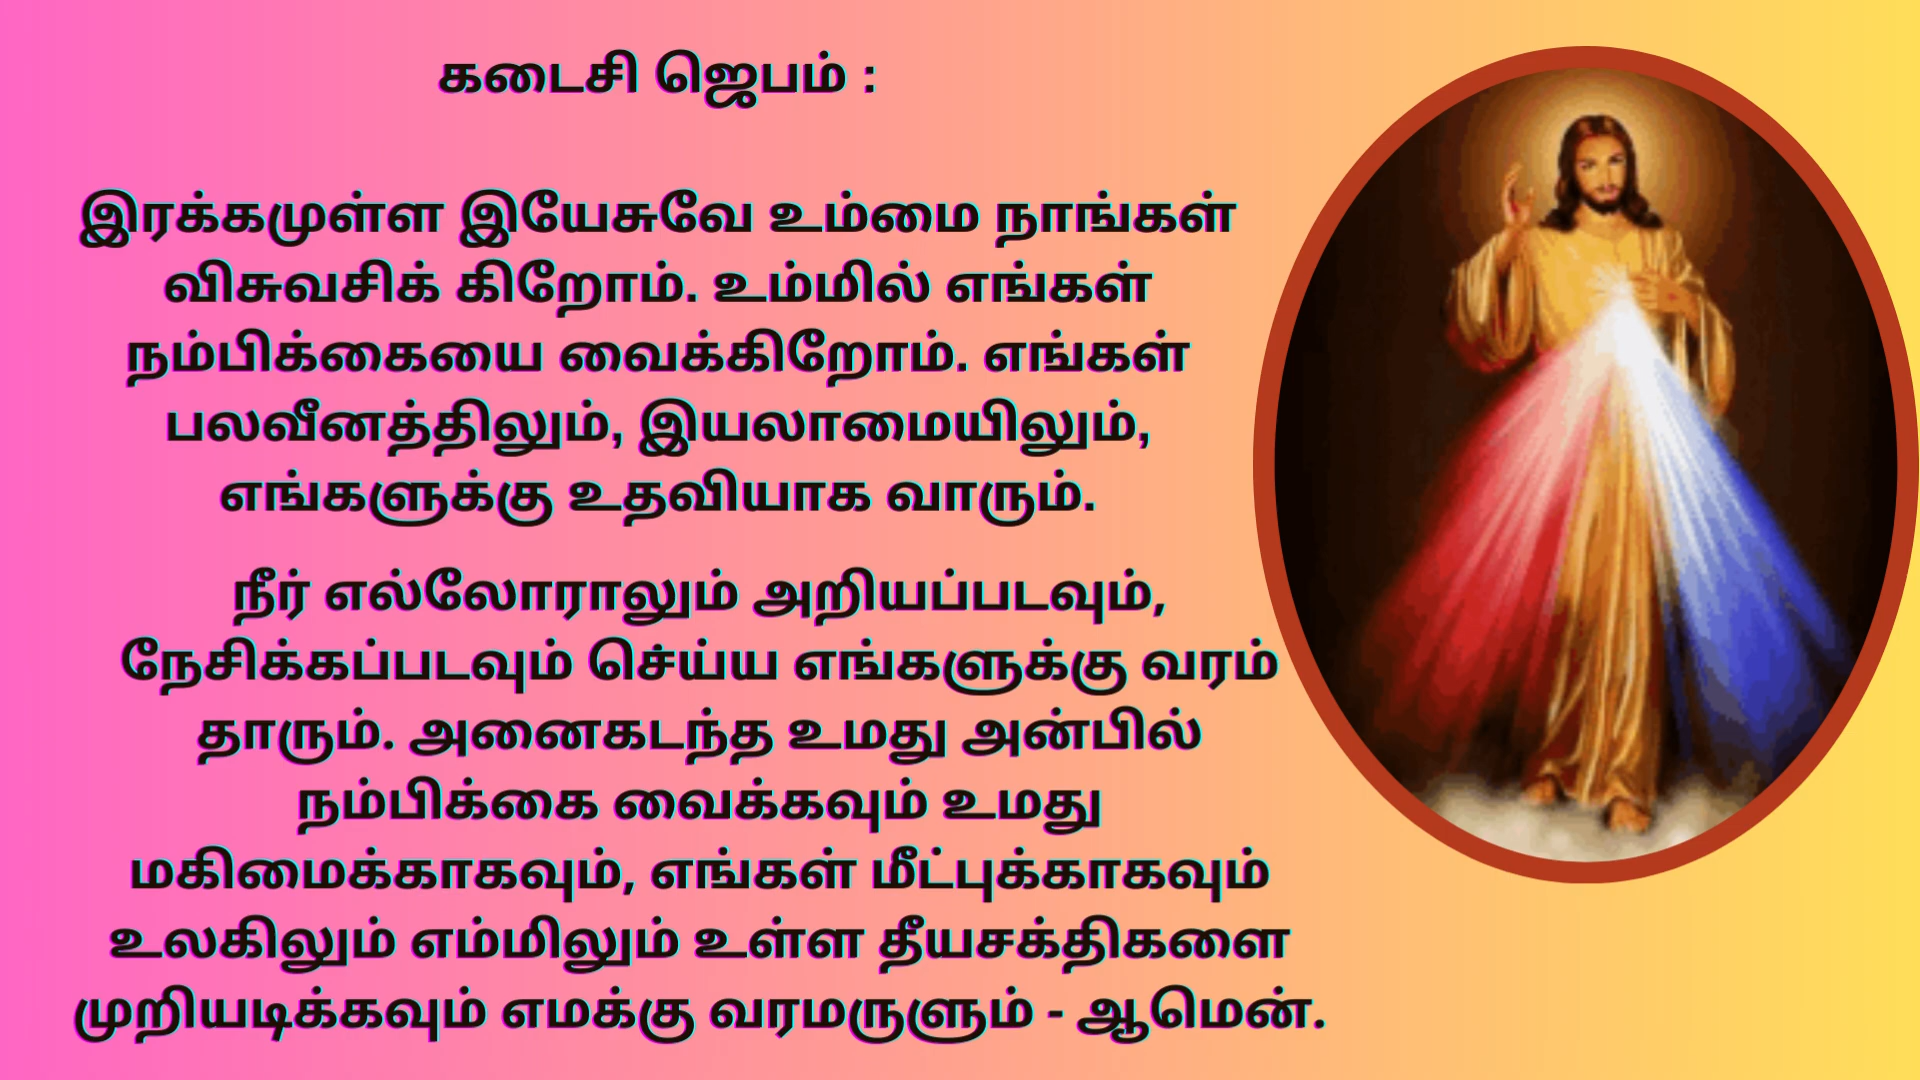 கடைசி ஜெபம் :
இரக்கமுள்ள இயேசுவே உம்மை நாங்கள்
விசுவசிக் கிறோம். உம்மில் எங்கள்
நம்பிக்கையை வைக்கிறோம். எங்கள்
பலவீனத்திலும், இயலாமையிலும்,
எங்களுக்கு உதவியாக வாரும்.
நீர் எல்லோராலும் அறியப்படவும்,
நேசிக்கப்படவும் செய்ய எங்களுக்கு வரம்
தாரும். அனைகடந்த உமது அன்பில்
நம்பிக்கை வைக்கவும் உமது
மகிமைக்காகவும், எங்கள் மீட்புக்காகவும்
உலகிலும் எம்மிலும் உள்ள தீயசக்திகளை
முறியடிக்கவும் எமக்கு வரமருளும் - ஆமென்.